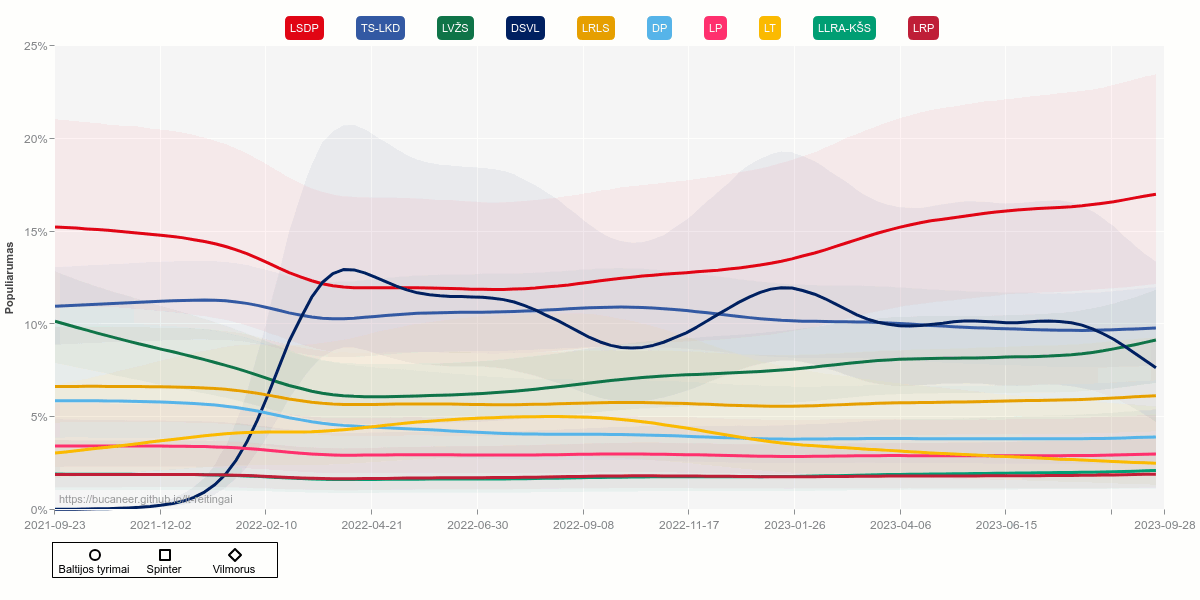 LSDP TS-LKD LVŽS DSVL LRLS DP LP LT LLRA-KŠS LRP
25%
20%
15%
10%
5%
0%
Populiarumas
https://bucaneer.github.io/lt-reitingai
2021-09-23 2021-12-02 2022-02-10 2022-04-21 2022-06-30 2022-09-08 2022-11-17 2023-01-26 2023-04-06 2023-06-15 2023-09-28
Baltijos tyrimai Spinter Vilmorus